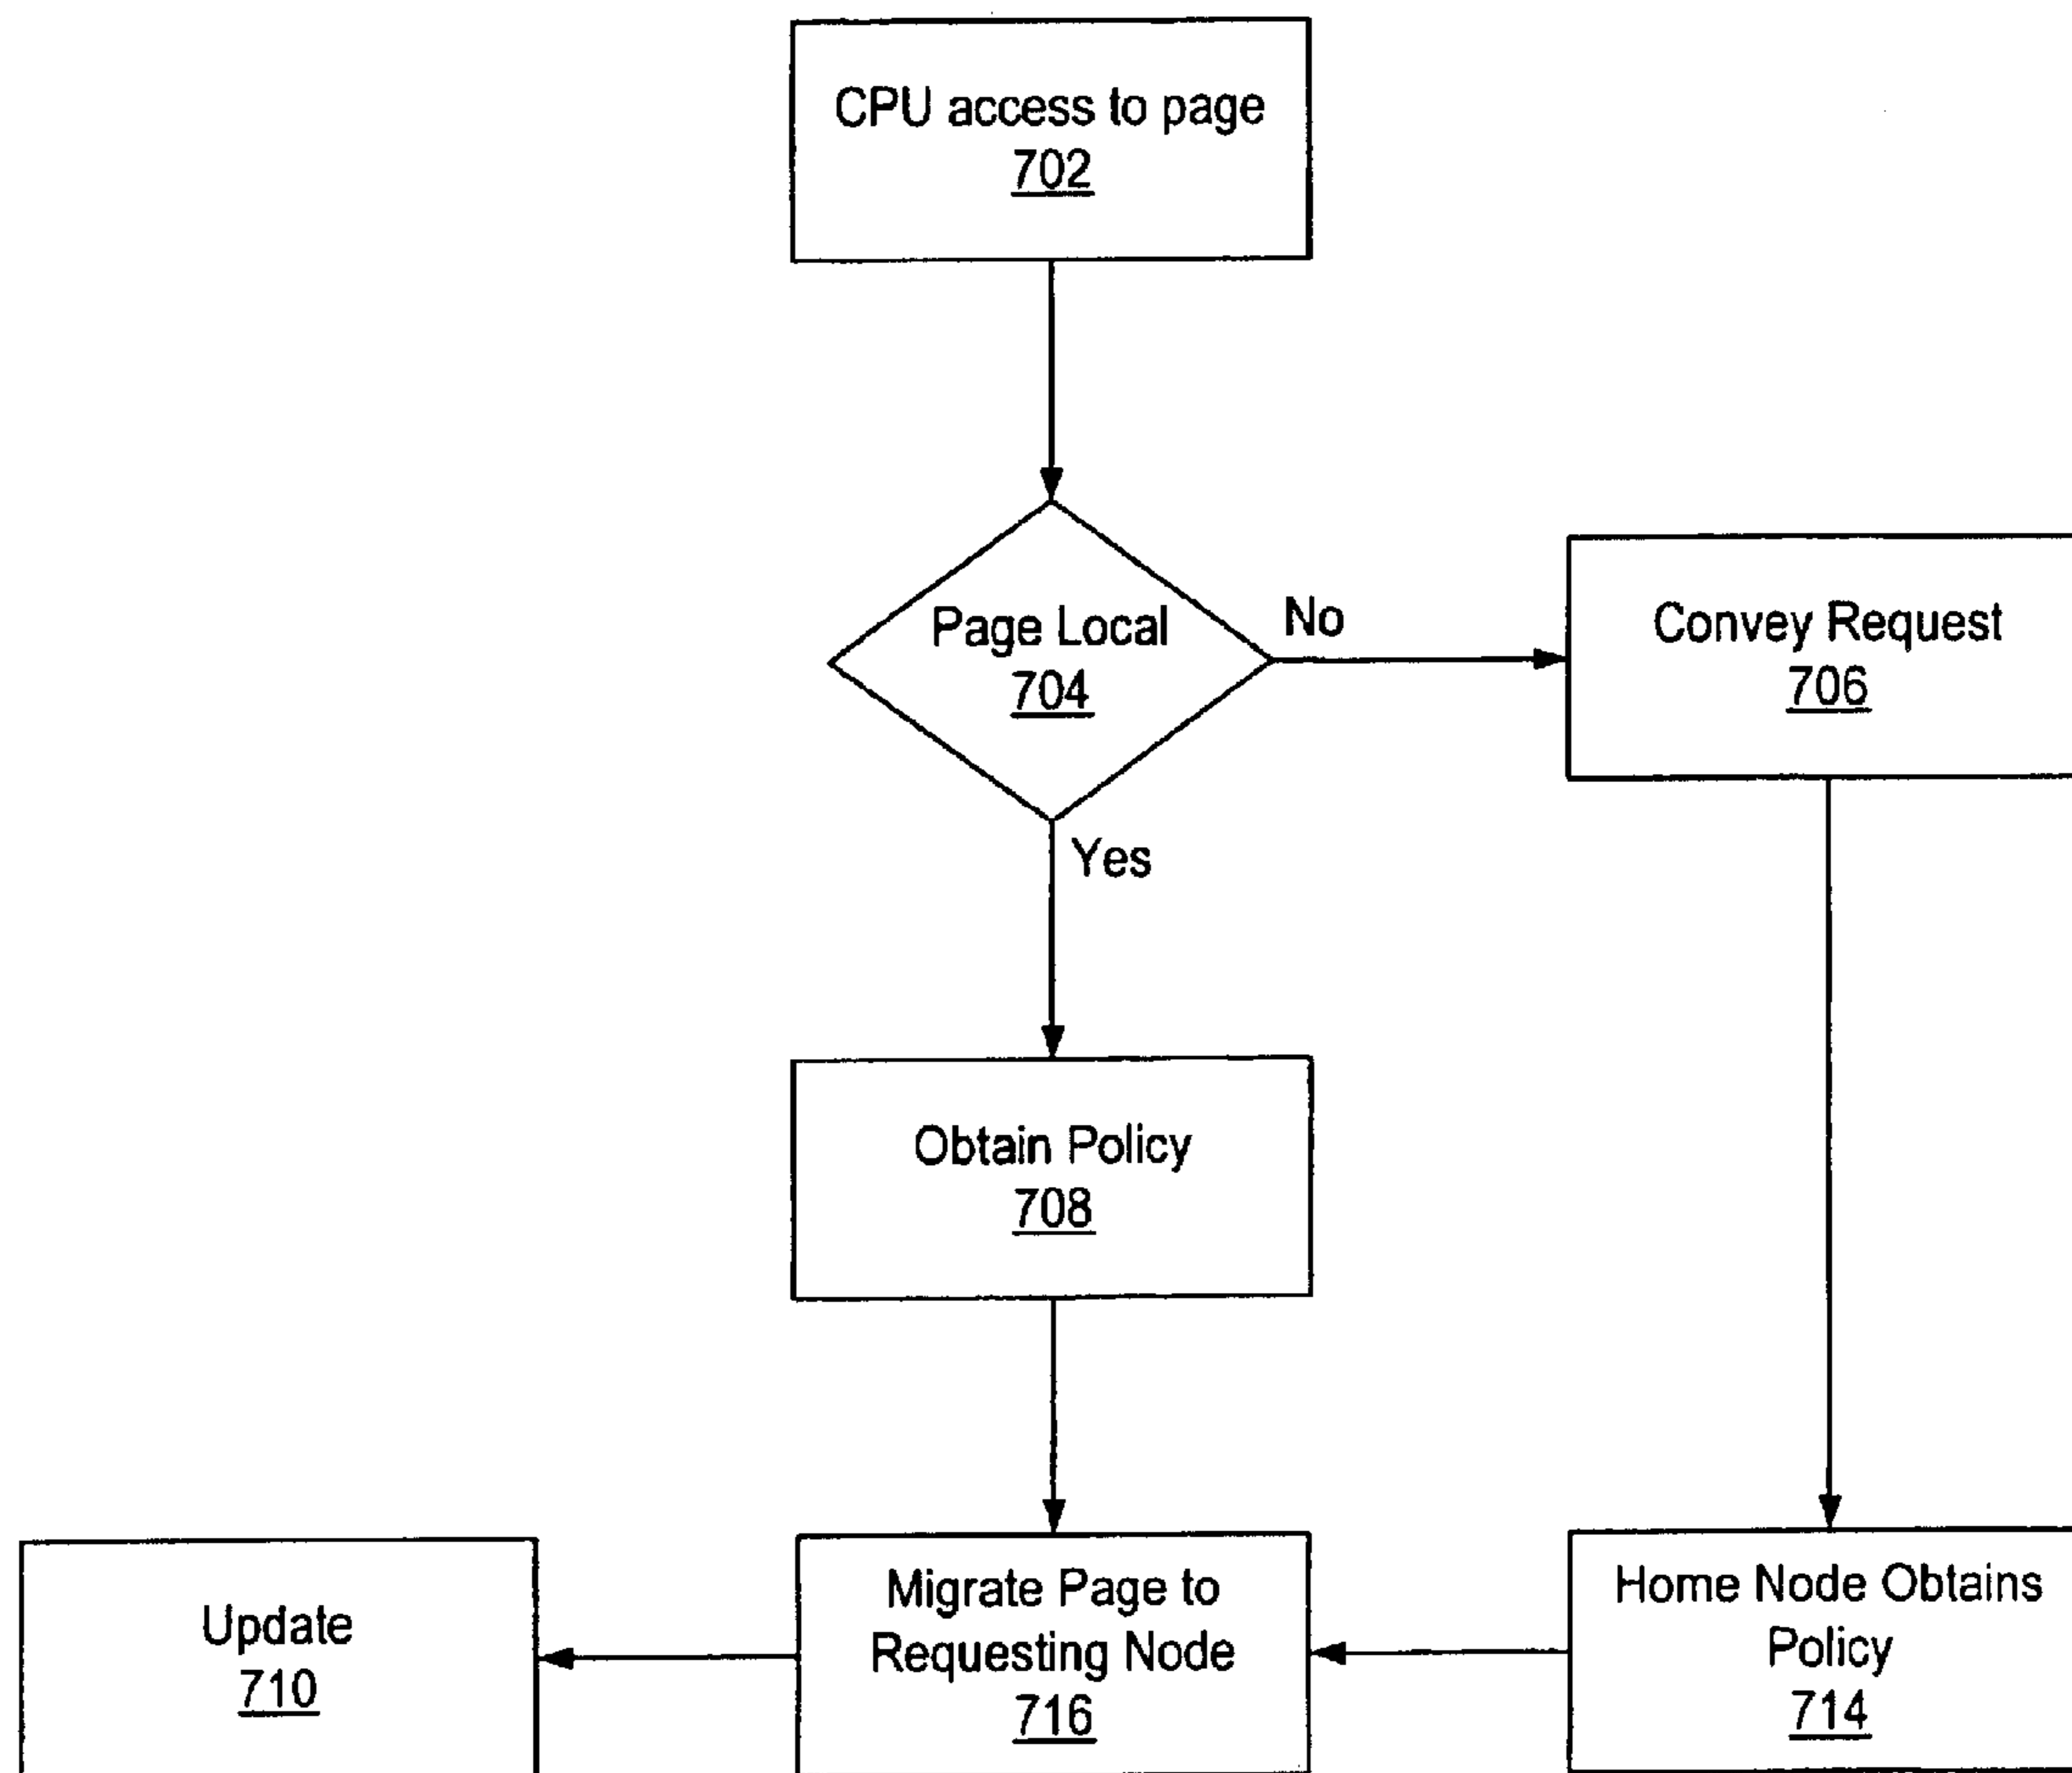 CPU access to page
702
Page Local
704
No
Convey Request
706
Yes
Obtain Policy
708
Update
710
Migrate Page to
Requesting Node
716
Home Node Obtains
Policy
714